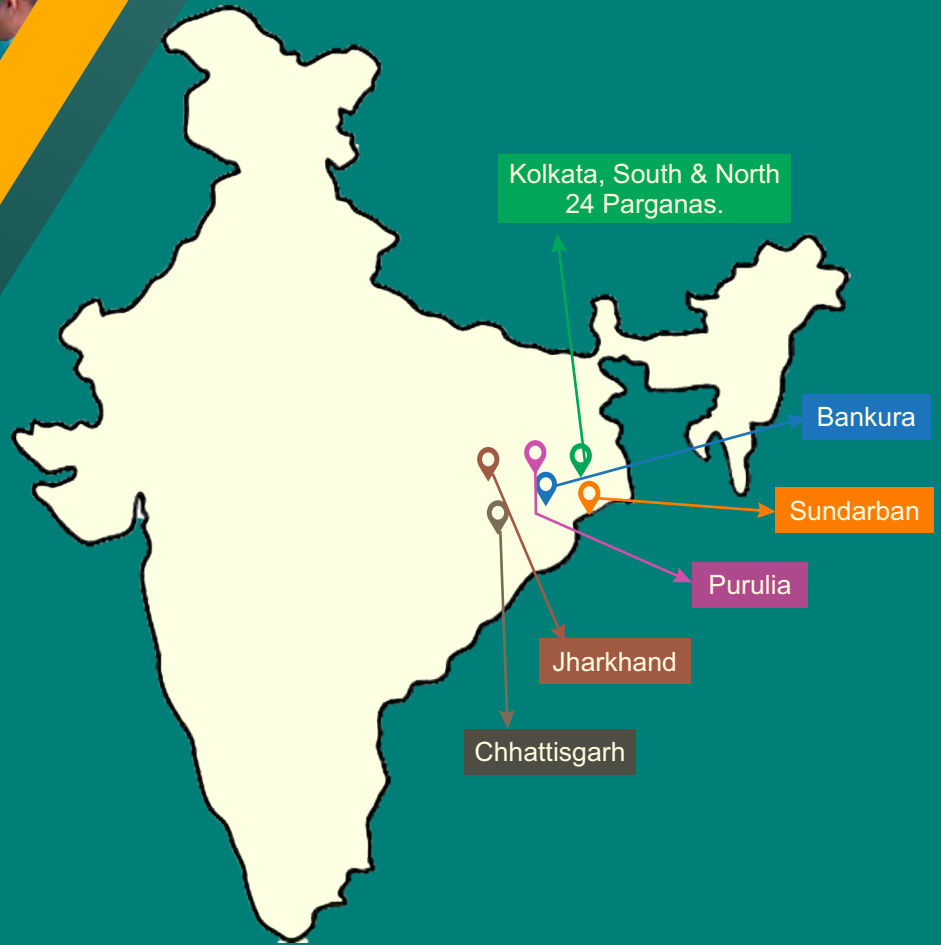 Kolkata, South & North
24 Parganas.
Bankura
Sundarban
Purulia
Jharkhand
Chhattisgarh